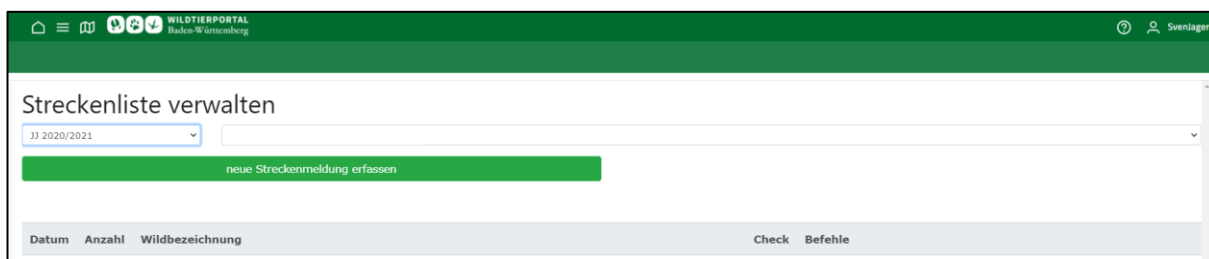 WILDTIERPORTAL
Baden-Württemberg
SvenJager
Streckenliste verwalten
JJ 2020/2021
neue Streckenmeldung erfassen
Datum Anzahl Wildbezeichnung Check Befehle